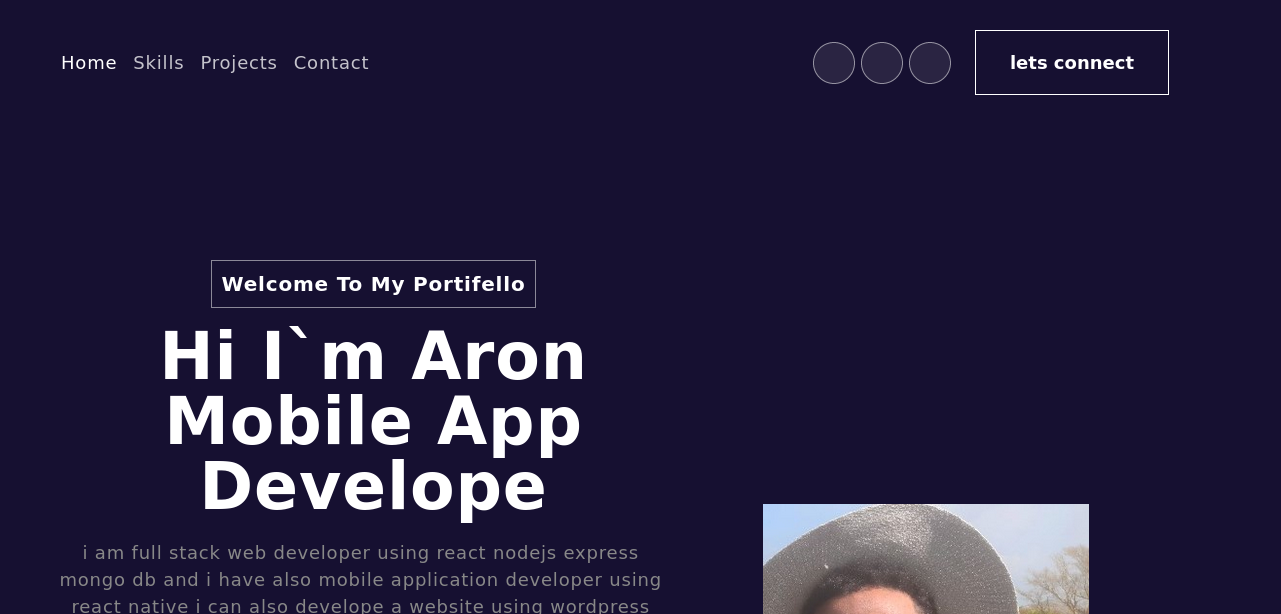 Home Skills Projects Contact
lets connect
Welcome To My Portifello
Hi I`m Aron
Mobile App
Develope
i am full stack web developer using react nodejs express
mongo db and i have also mobile application developer using
react native i can also develope a website using wordpress